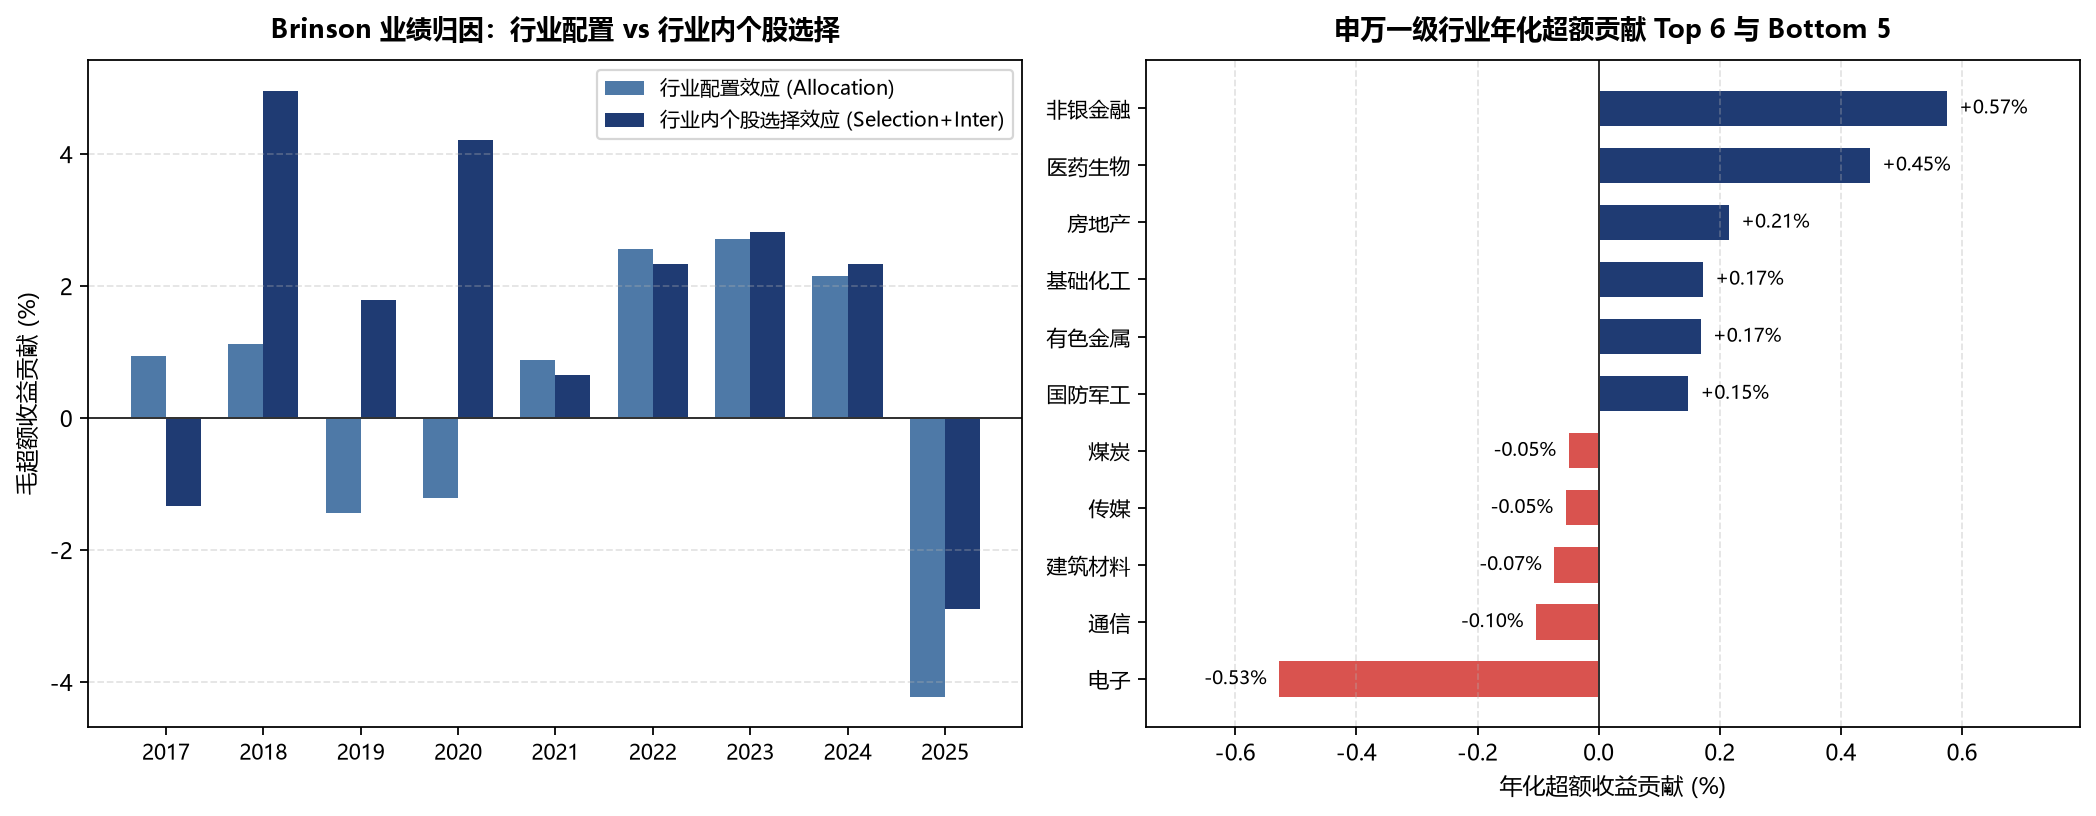 Brinson 业绩归因：行业配置 vs 行业内个股选择
行业配置效应 (Allocation)
行业内个股选择效应 (Selection+Inter)
毛超额收益贡献 (%)
4
2
0
-2
-4
2017
2018
2019
2020
2021
2022
2023
2024
2025
申万一级行业年化超额贡献 Top 6 与 Bottom 5
非银金融
+0.57%
医药生物
+0.45%
房地产
+0.21%
基础化工
+0.17%
有色金属
+0.17%
国防军工
+0.15%
煤炭
-0.05%
传媒
-0.05%
建筑材料
-0.07%
通信
-0.10%
电子
-0.53%
-0.6
-0.4
-0.2
0.0
0.2
0.4
0.6
年化超额收益贡献 (%)